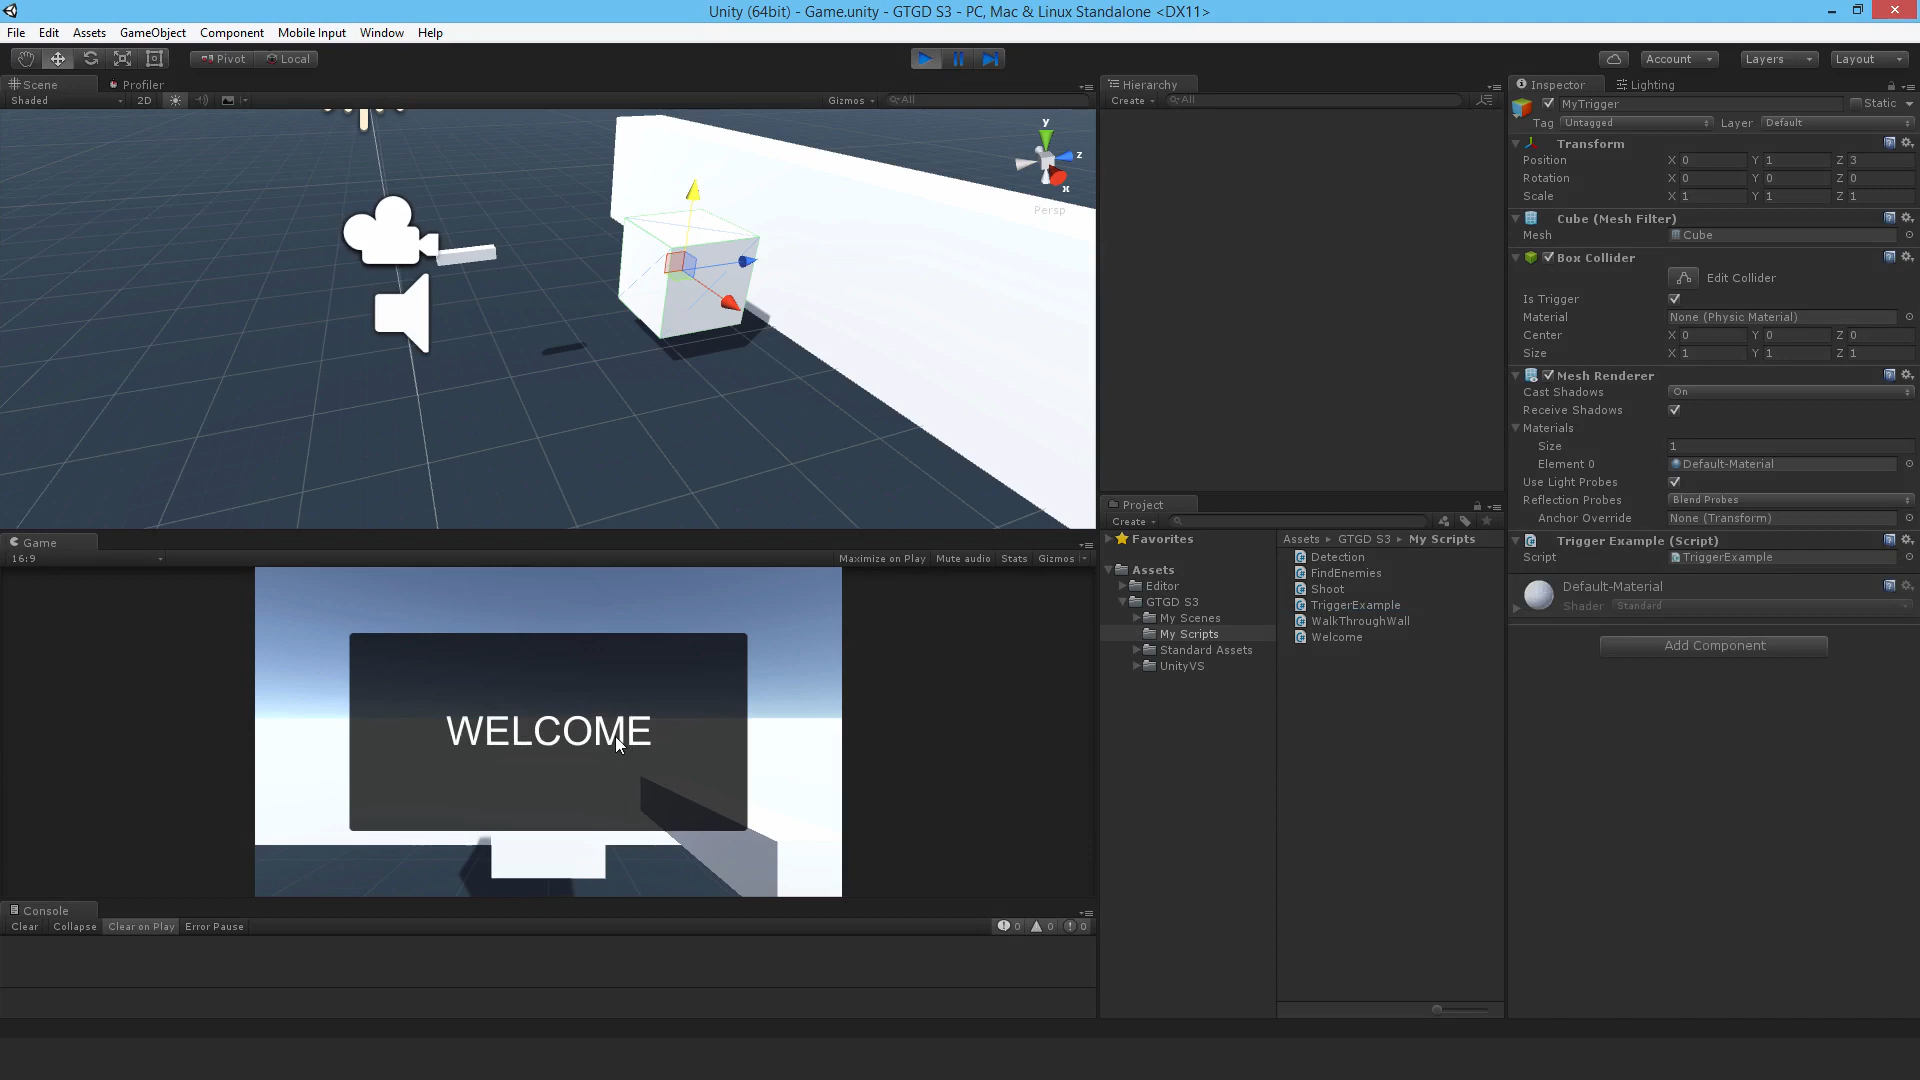 Unity (64bit) - Game.unity - GTGD S3 - PC, Mac & Linux Standalone <DX11>
File Edit Assets GameObject Component Mobile Input Window Help
Pivot Local Account Layers Layout
Scene Profiler
Shaded 2D Gizmos All
y
z
x
Persp
Game
16:9 Maximize on Play Mute audio Stats Gizmos
WELCOME
Console
Clear Collapse Clear on Play Error Pause 0 0 0
Hierarchy
Create All
Project
Create
Favorites
Assets
Editor
GTGD S3
My Scenes
My Scripts
Standard Assets
UnityVS
Assets GTGD S3 My Scripts
Detection
FindEnemies
Shoot
TriggerExample
WalkThroughWall
Welcome
Inspector Lighting
MyTrigger Static
Tag Untagged Layer Default
Transform
Position X 0 Y 1 Z 3
Rotation X 0 Y 0 Z 0
Scale X 1 Y 1 Z 1
Cube (Mesh Filter)
Mesh Cube
Box Collider
Edit Collider
Is Trigger
Material None (Physic Material)
Center X 0 Y 0 Z 0
Size X 1 Y 1 Z 1
Mesh Renderer
Cast Shadows On
Receive Shadows
Materials
Size 1
Element 0 Default-Material
Use Light Probes
Reflection Probes Blend Probes
Anchor Override None (Transform)
Trigger Example (Script)
Script TriggerExample
Default-Material
Shader Standard
Add Component